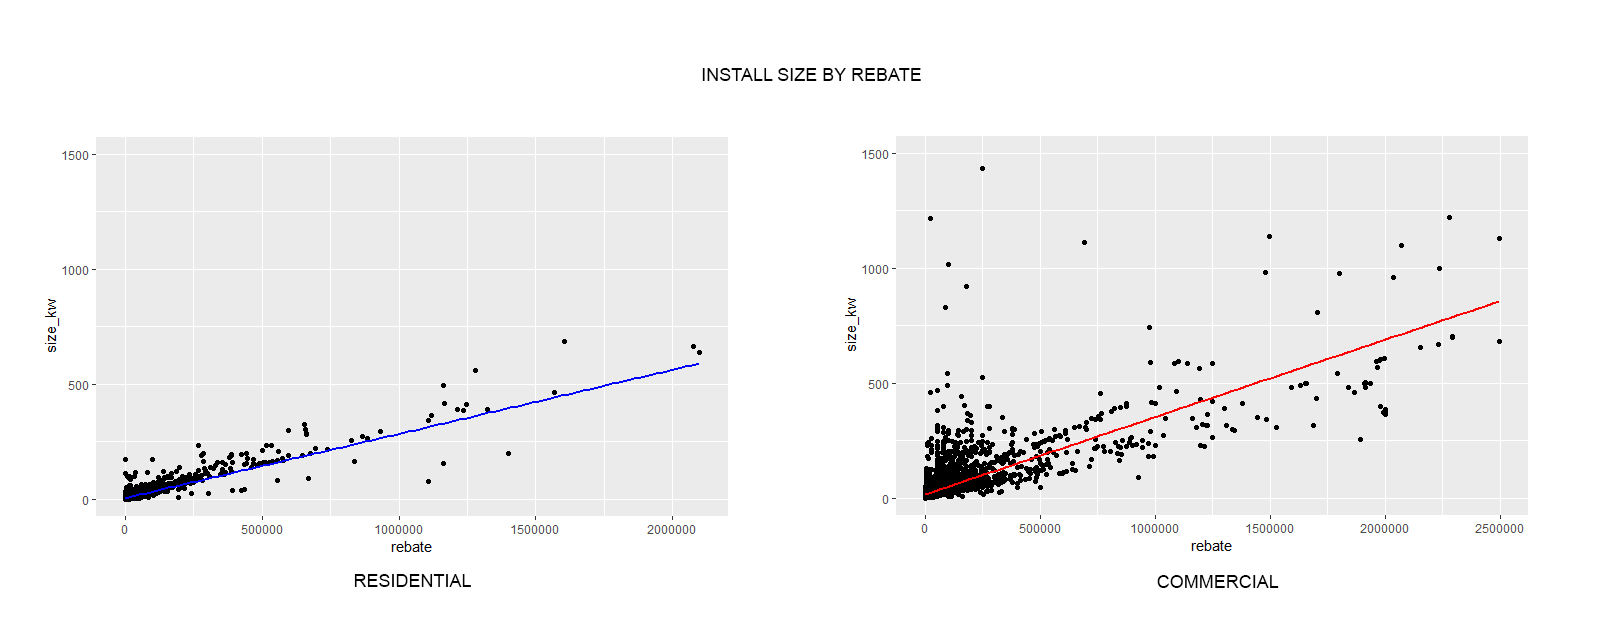 INSTALL SIZE BY REBATE
1500
1000
500
0
size_kw
0 500000 1000000 1500000 2000000
rebate
RESIDENTIAL
1500
1000
500
0
size_kw
0 500000 1000000 1500000 2000000 2500000
rebate
COMMERCIAL